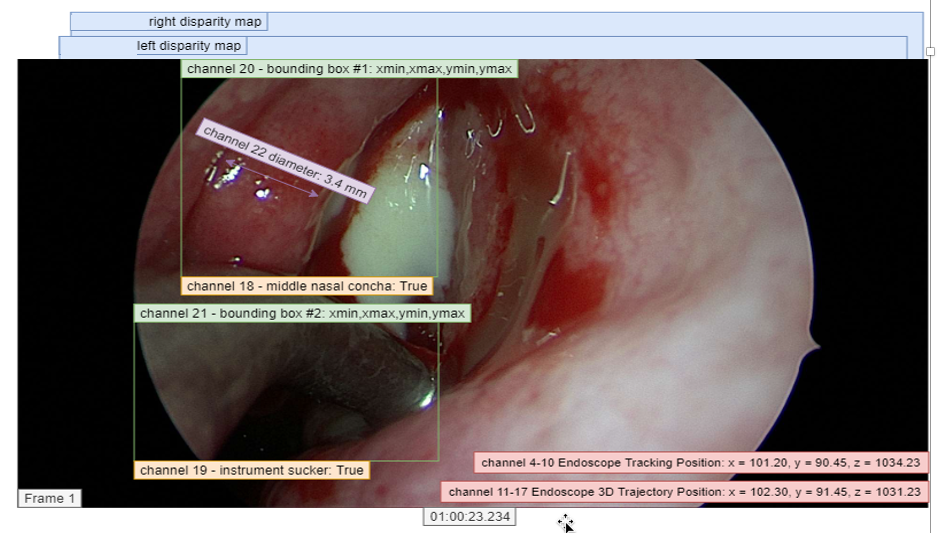 right disparity map
left disparity map
channel 20 - bounding box #1: xmin,xmax,ymin,ymax
channel 22 diameter: 3.4 mm
channel 18 - middle nasal concha: True
channel 21 - bounding box #2: xmin,xmax,ymin,ymax
channel 19 - instrument sucker: True
channel 4-10 Endoscope Tracking Position: x = 101.20, y = 90.45, z = 1034.23
channel 11-17 Endoscope 3D Trajectory Position: x = 102.30, y = 91.45, z = 1031.23
Frame 1
01:00:23.234